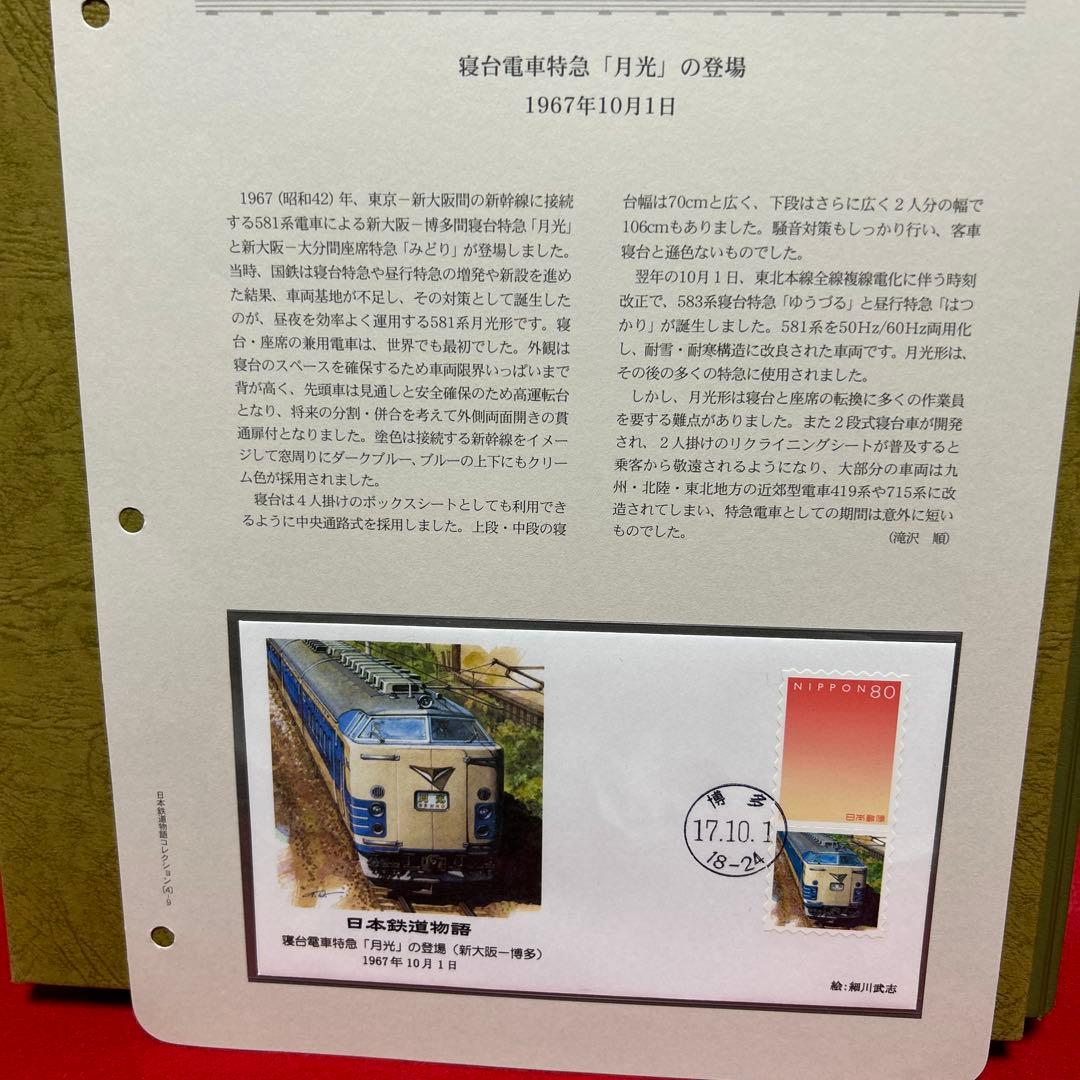 寝台電車特急「月光」の登場
1967年10月1日
1967(昭和42)年、東京－新大阪間の新幹線に接続
する581系電車による新大阪－博多間寝台特急「月光」
と新大阪－大分間座席特急「みどり」が登場しました。
当時、国鉄は寝台特急や昼行特急の増発や新設を進め
た結果、車両基地が不足し、その対策として誕生した
のが、昼夜を効率よく運用する581系月光形です。寝
台・座席の兼用電車は、世界でも最初でした。外観は
寝台のスペースを確保するため車両限界いっぱいまで
背が高く、先頭車は見通しと安全確保のため高運転台
となり、将来の分割・併合を考えて外側両面開きの貫
通扉付となりました。塗色は接続する新幹線をイメー
ジして窓周りにダークブルー、ブルーの上下にもクリー
ム色が採用されました。
寝台は４人掛けのボックスシートとしても利用でき
るように中央通路式を採用しました。上段・中段の寝
台幅は70cmと広く、下段はさらに広く２人分の幅で
106cmもありました。騒音対策もしっかり行い、客車
寝台と遜色ないものでした。
翌年の10月１日、東北本線全線複線電化に伴う時刻
改正で、583系寝台特急「ゆうづる」と昼行特急「はつ
かり」が誕生しました。581系を50Hz/60Hz両用化
し、耐雪・耐寒構造に改良された車両です。月光形は、
その後の多くの特急に使用されました。
しかし、月光形は寝台と座席の転換に多くの作業員
を要する難点がありました。また２段式寝台車が開発
され、２人掛けのリクライニングシートが普及すると
乗客から敬遠されるようになり、大部分の車両は九
州・北陸・東北地方の近郊型電車419系や715系に改
造されてしまい、特急電車としての期間は意外に短い
ものでした。
(滝沢　順)
日本鉄道物語コレクション〔4〕-9
月光
日本鉄道物語
寝台電車特急「月光」の登場（新大阪－博多）
1967年10月1日
NIPPON 80
日本郵便
博多
17.10.1
18-24
絵：細川武志